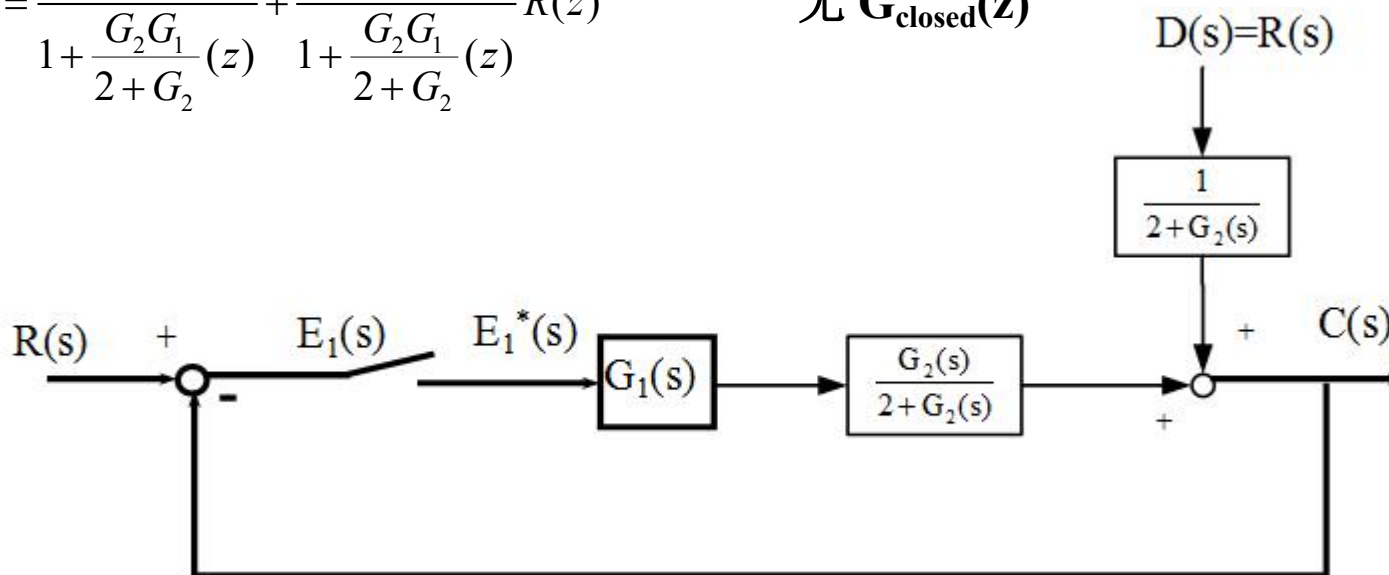 = 1+G₂G₁/(2+G₂)(z) + 1+G₂G₁/(2+G₂)(z) R(z)
G_closed(z)
D(s)=R(s)
1/(2+G₂(s))
R(s) + - E₁(s) E₁*(s) G₁(s) G₂(s)/(2+G₂(s)) + + C(s)